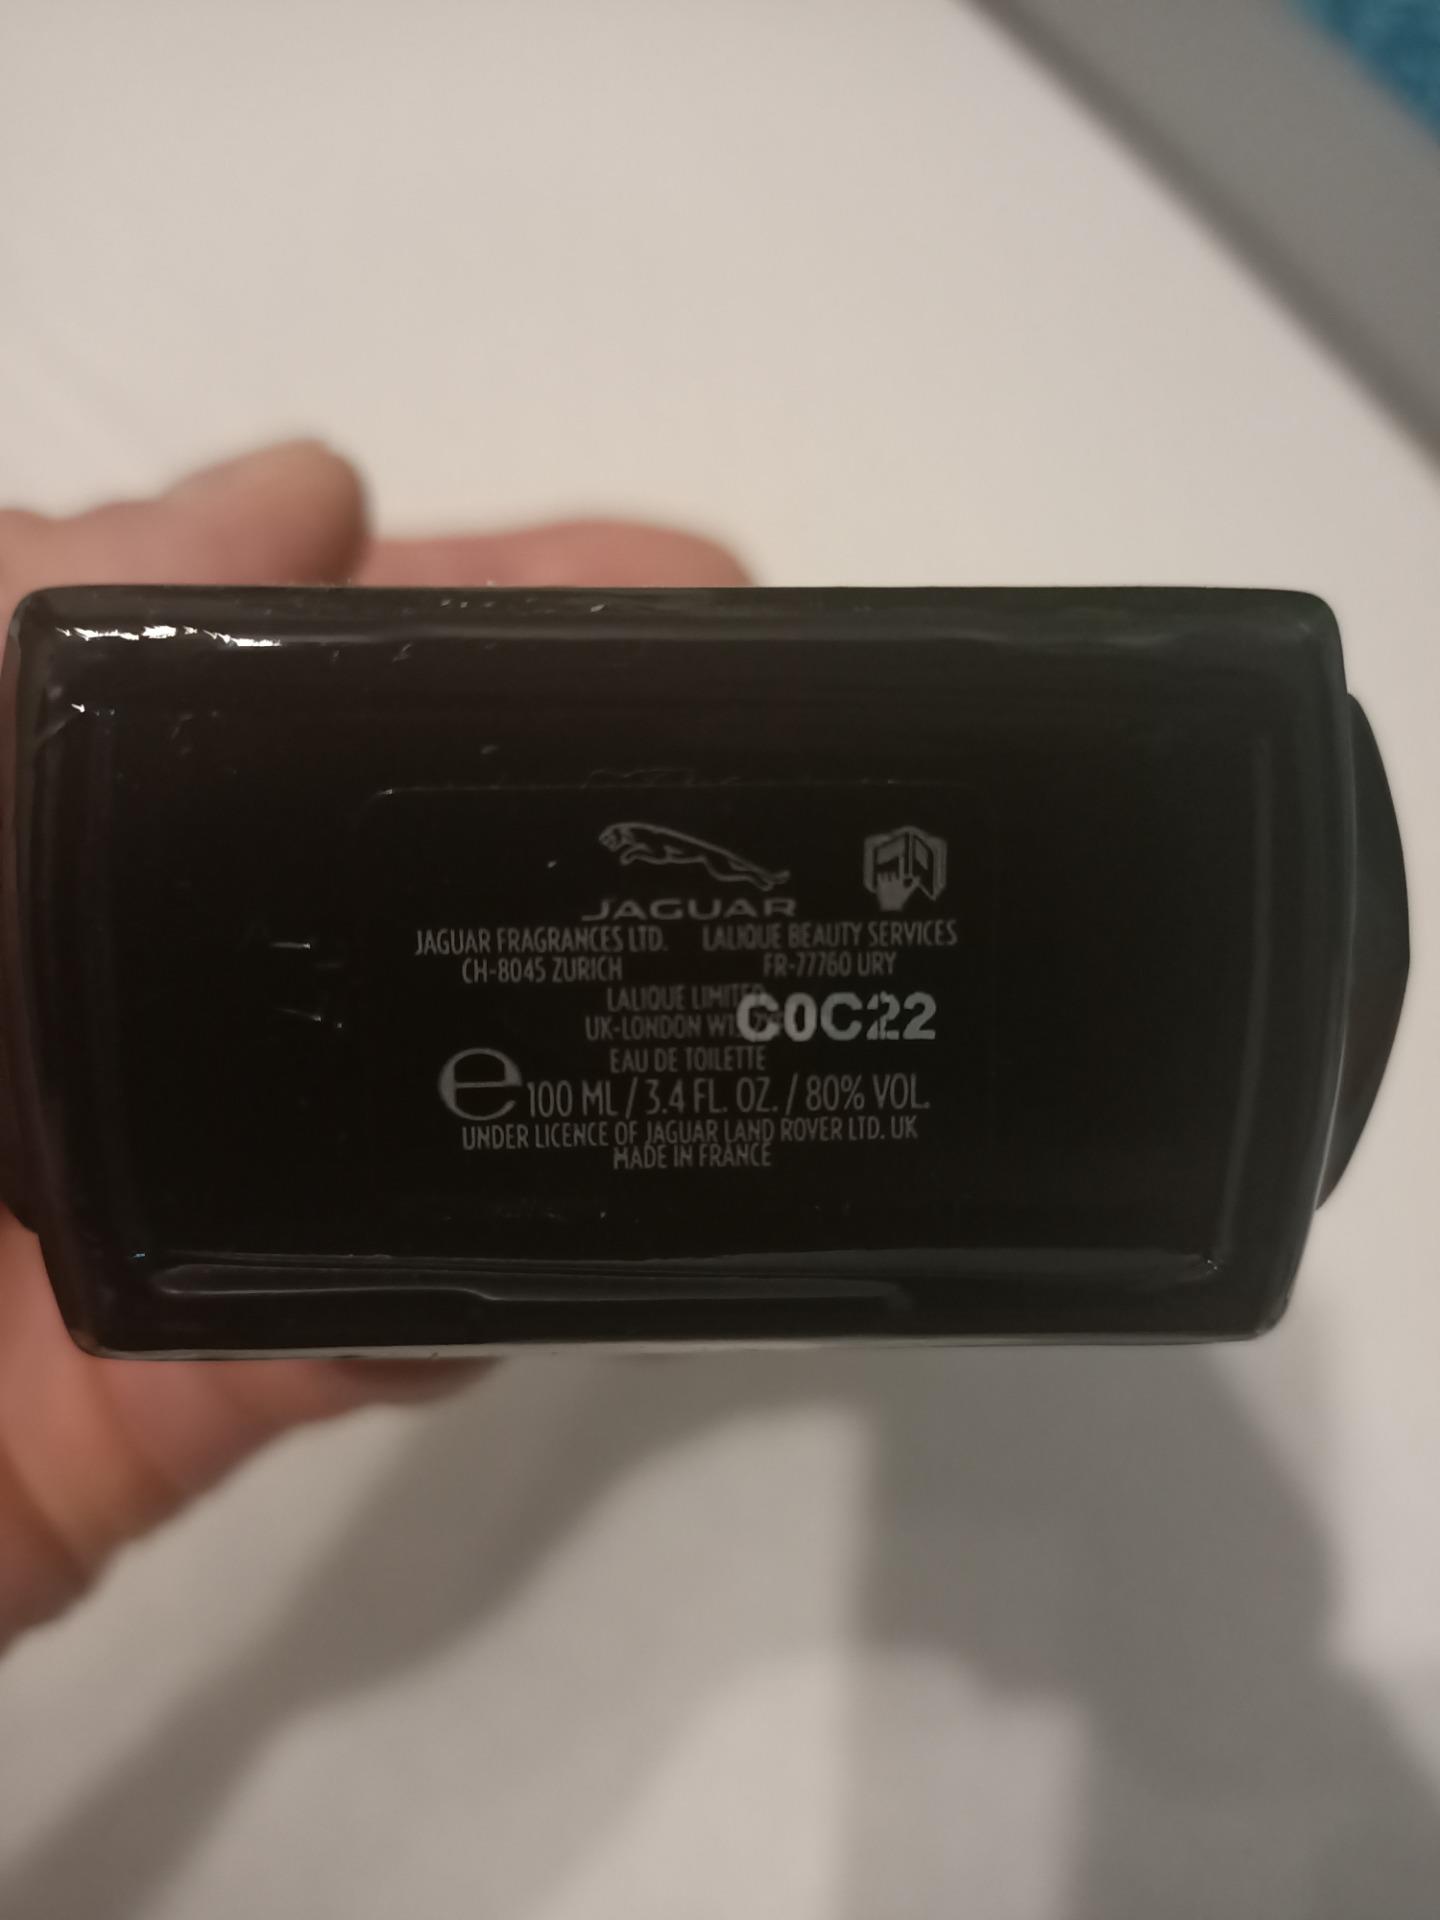 JAGUAR
JAGUAR FRAGRANCES LTD. LALIQUE BEAUTY SERVICES
CH-8045 ZURICH FR-77760 URY
LALIQUE LIMITED
UK-LONDON
C0C22
EAU DE TOILETTE
e 100 ML / 3.4 FL. OZ. / 80% VOL.
UNDER LICENCE OF JAGUAR LAND ROVER LTD. UK
MADE IN FRANCE